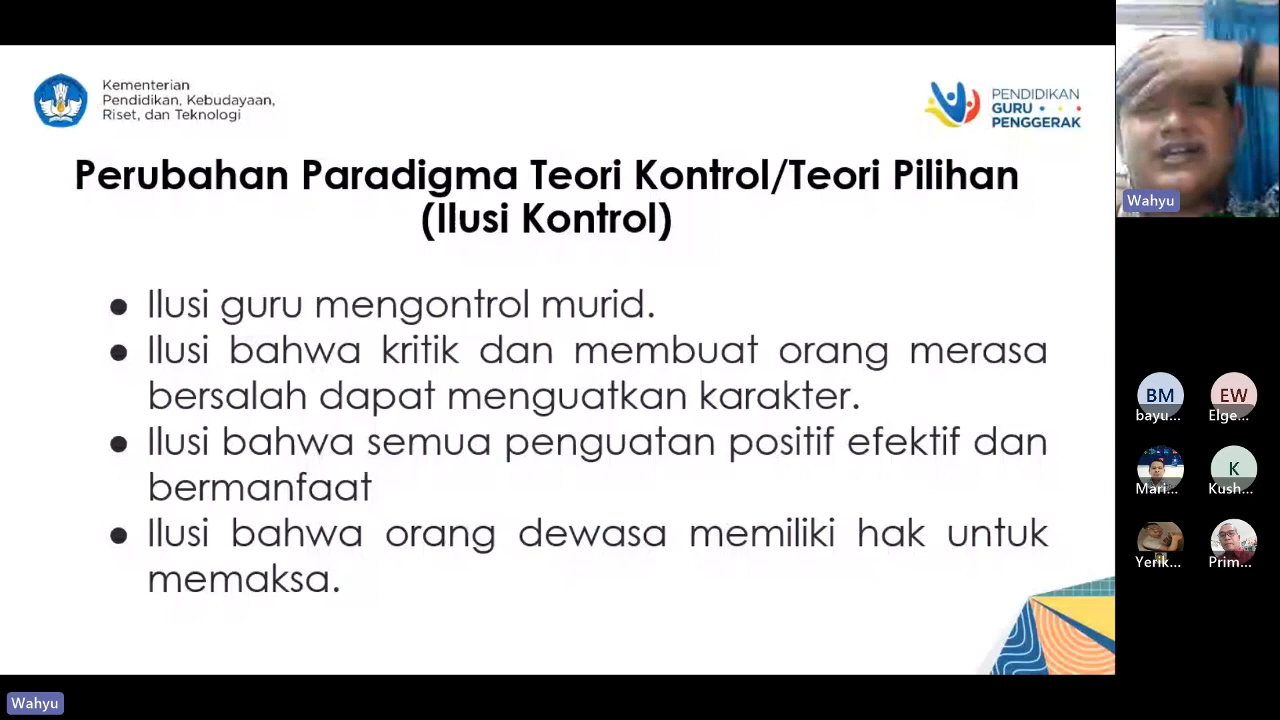 Kementerian
Pendidikan, Kebudayaan,
Riset, dan Teknologi
PENDIDIKAN
GURU
PENGGERAK
Perubahan Paradigma Teori Kontrol/Teori Pilihan
(Ilusi Kontrol)
● Ilusi guru mengontrol murid.
● Ilusi bahwa kritik dan membuat orang merasa
bersalah dapat menguatkan karakter.
● Ilusi bahwa semua penguatan positif efektif dan
bermanfaat
● Ilusi bahwa orang dewasa memiliki hak untuk
memaksa.
Wahyu
BM
EW
bayu...
Elge...
K
Mari...
Kush...
Yerik...
Prim...
Wahyu